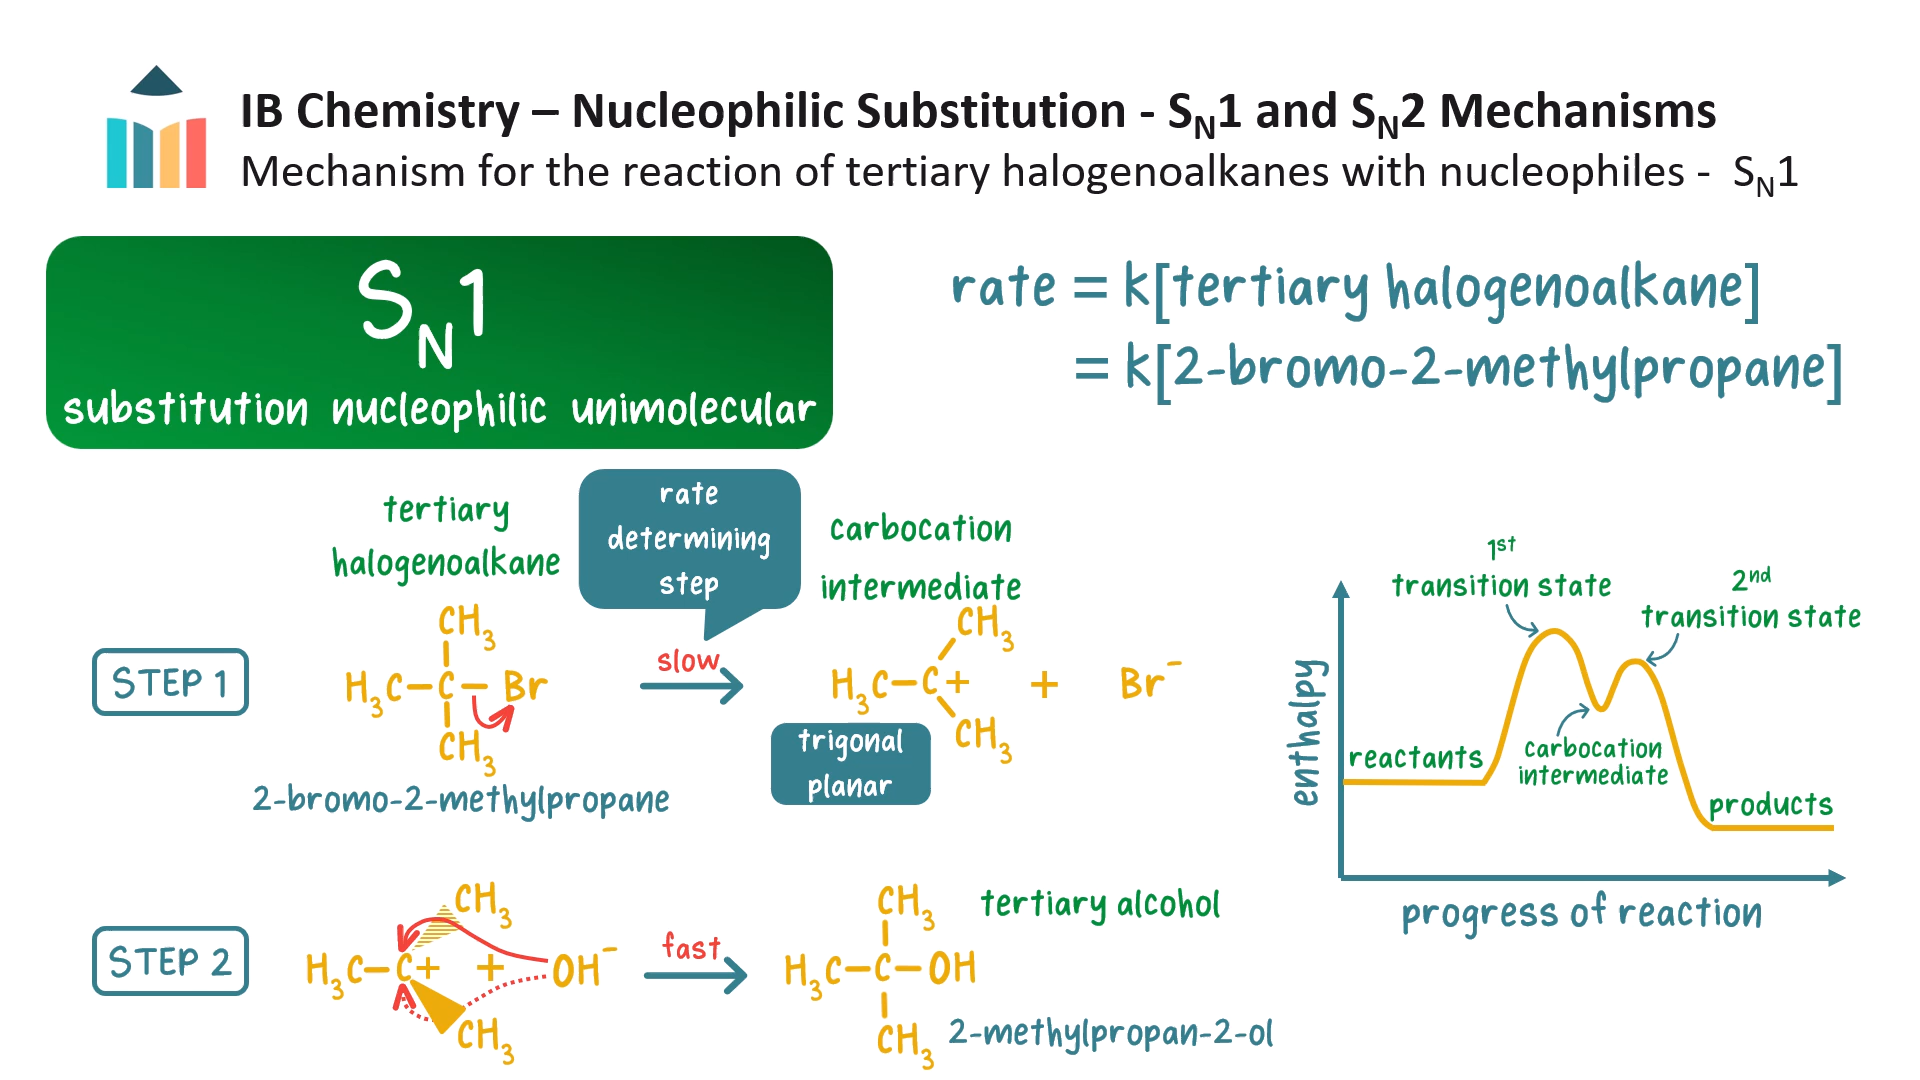 IB Chemistry – Nucleophilic Substitution - SN1 and SN2 Mechanisms
Mechanism for the reaction of tertiary halogenoalkanes with nucleophiles - SN1
SN1
substitution nucleophilic unimolecular
rate = k[tertiary halogenoalkane]
= k[2-bromo-2-methylpropane]
tertiary
halogenoalkane
rate
determining
step
carbocation
intermediate
STEP 1
CH3
H3C–C–Br
CH3
2-bromo-2-methylpropane
slow
CH3
H3C–C+ + Br–
CH3
trigonal
planar
STEP 2
CH3
H3C–C+ + OH–
CH3
fast
CH3
H3C–C–OH
CH3
tertiary alcohol
2-methylpropan-2-ol
1st
transition state
2nd
transition state
enthalpy
reactants
carbocation
intermediate
products
progress of reaction